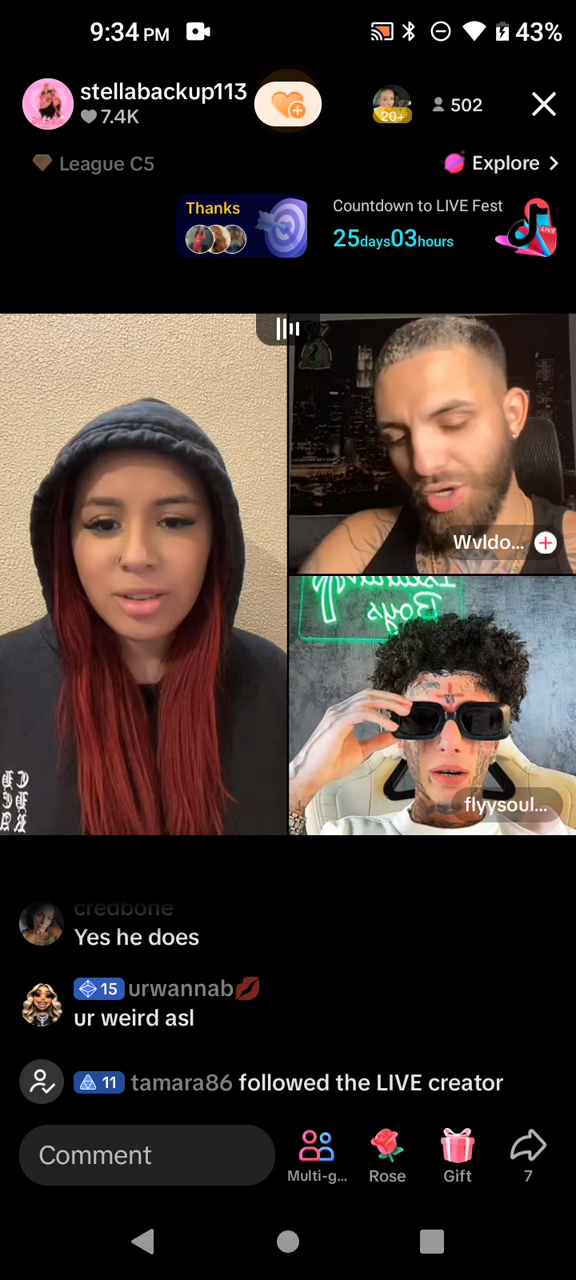 9:34 PM
43%
stellabackup113
7.4K
20+
502
League C5
Explore
Thanks
Countdown to LIVE Fest
25days03hours
LIVE
Wvldo...
Boys
flyysoul...
credbone
Yes he does
15 urwannab💋
ur weird asl
11 tamara86 followed the LIVE creator
Comment
Multi-g...
Rose
Gift
7